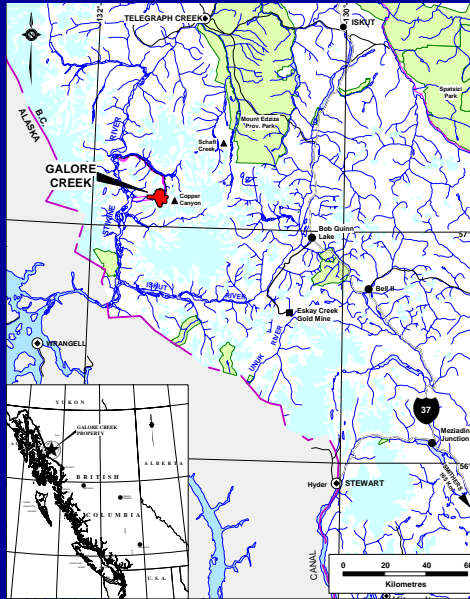 TELEGRAPH CREEK
132°
130°
ISKUT
Spatsizi
Park
Mount Edziza
Prov. Park
Schaft
Creek
B.C.
ALASKA
RIVER
GALORE
CREEK
Copper
Canyon
STIKINE
57°
Bob Quinn
Lake
ISKUT
RIVER
Bell II
Eskay Creek
Gold Mine
UNUK
RIVER
WRANGELL
37
Meziadin
Junction
56°
SMITHERS
Hyder
STEWART
CANAL
YUKON
GALORE CREEK
PROPERTY
ALBERTA
BRITISH
COLUMBIA
U.S.A.
0 20 40 60
Kilometres